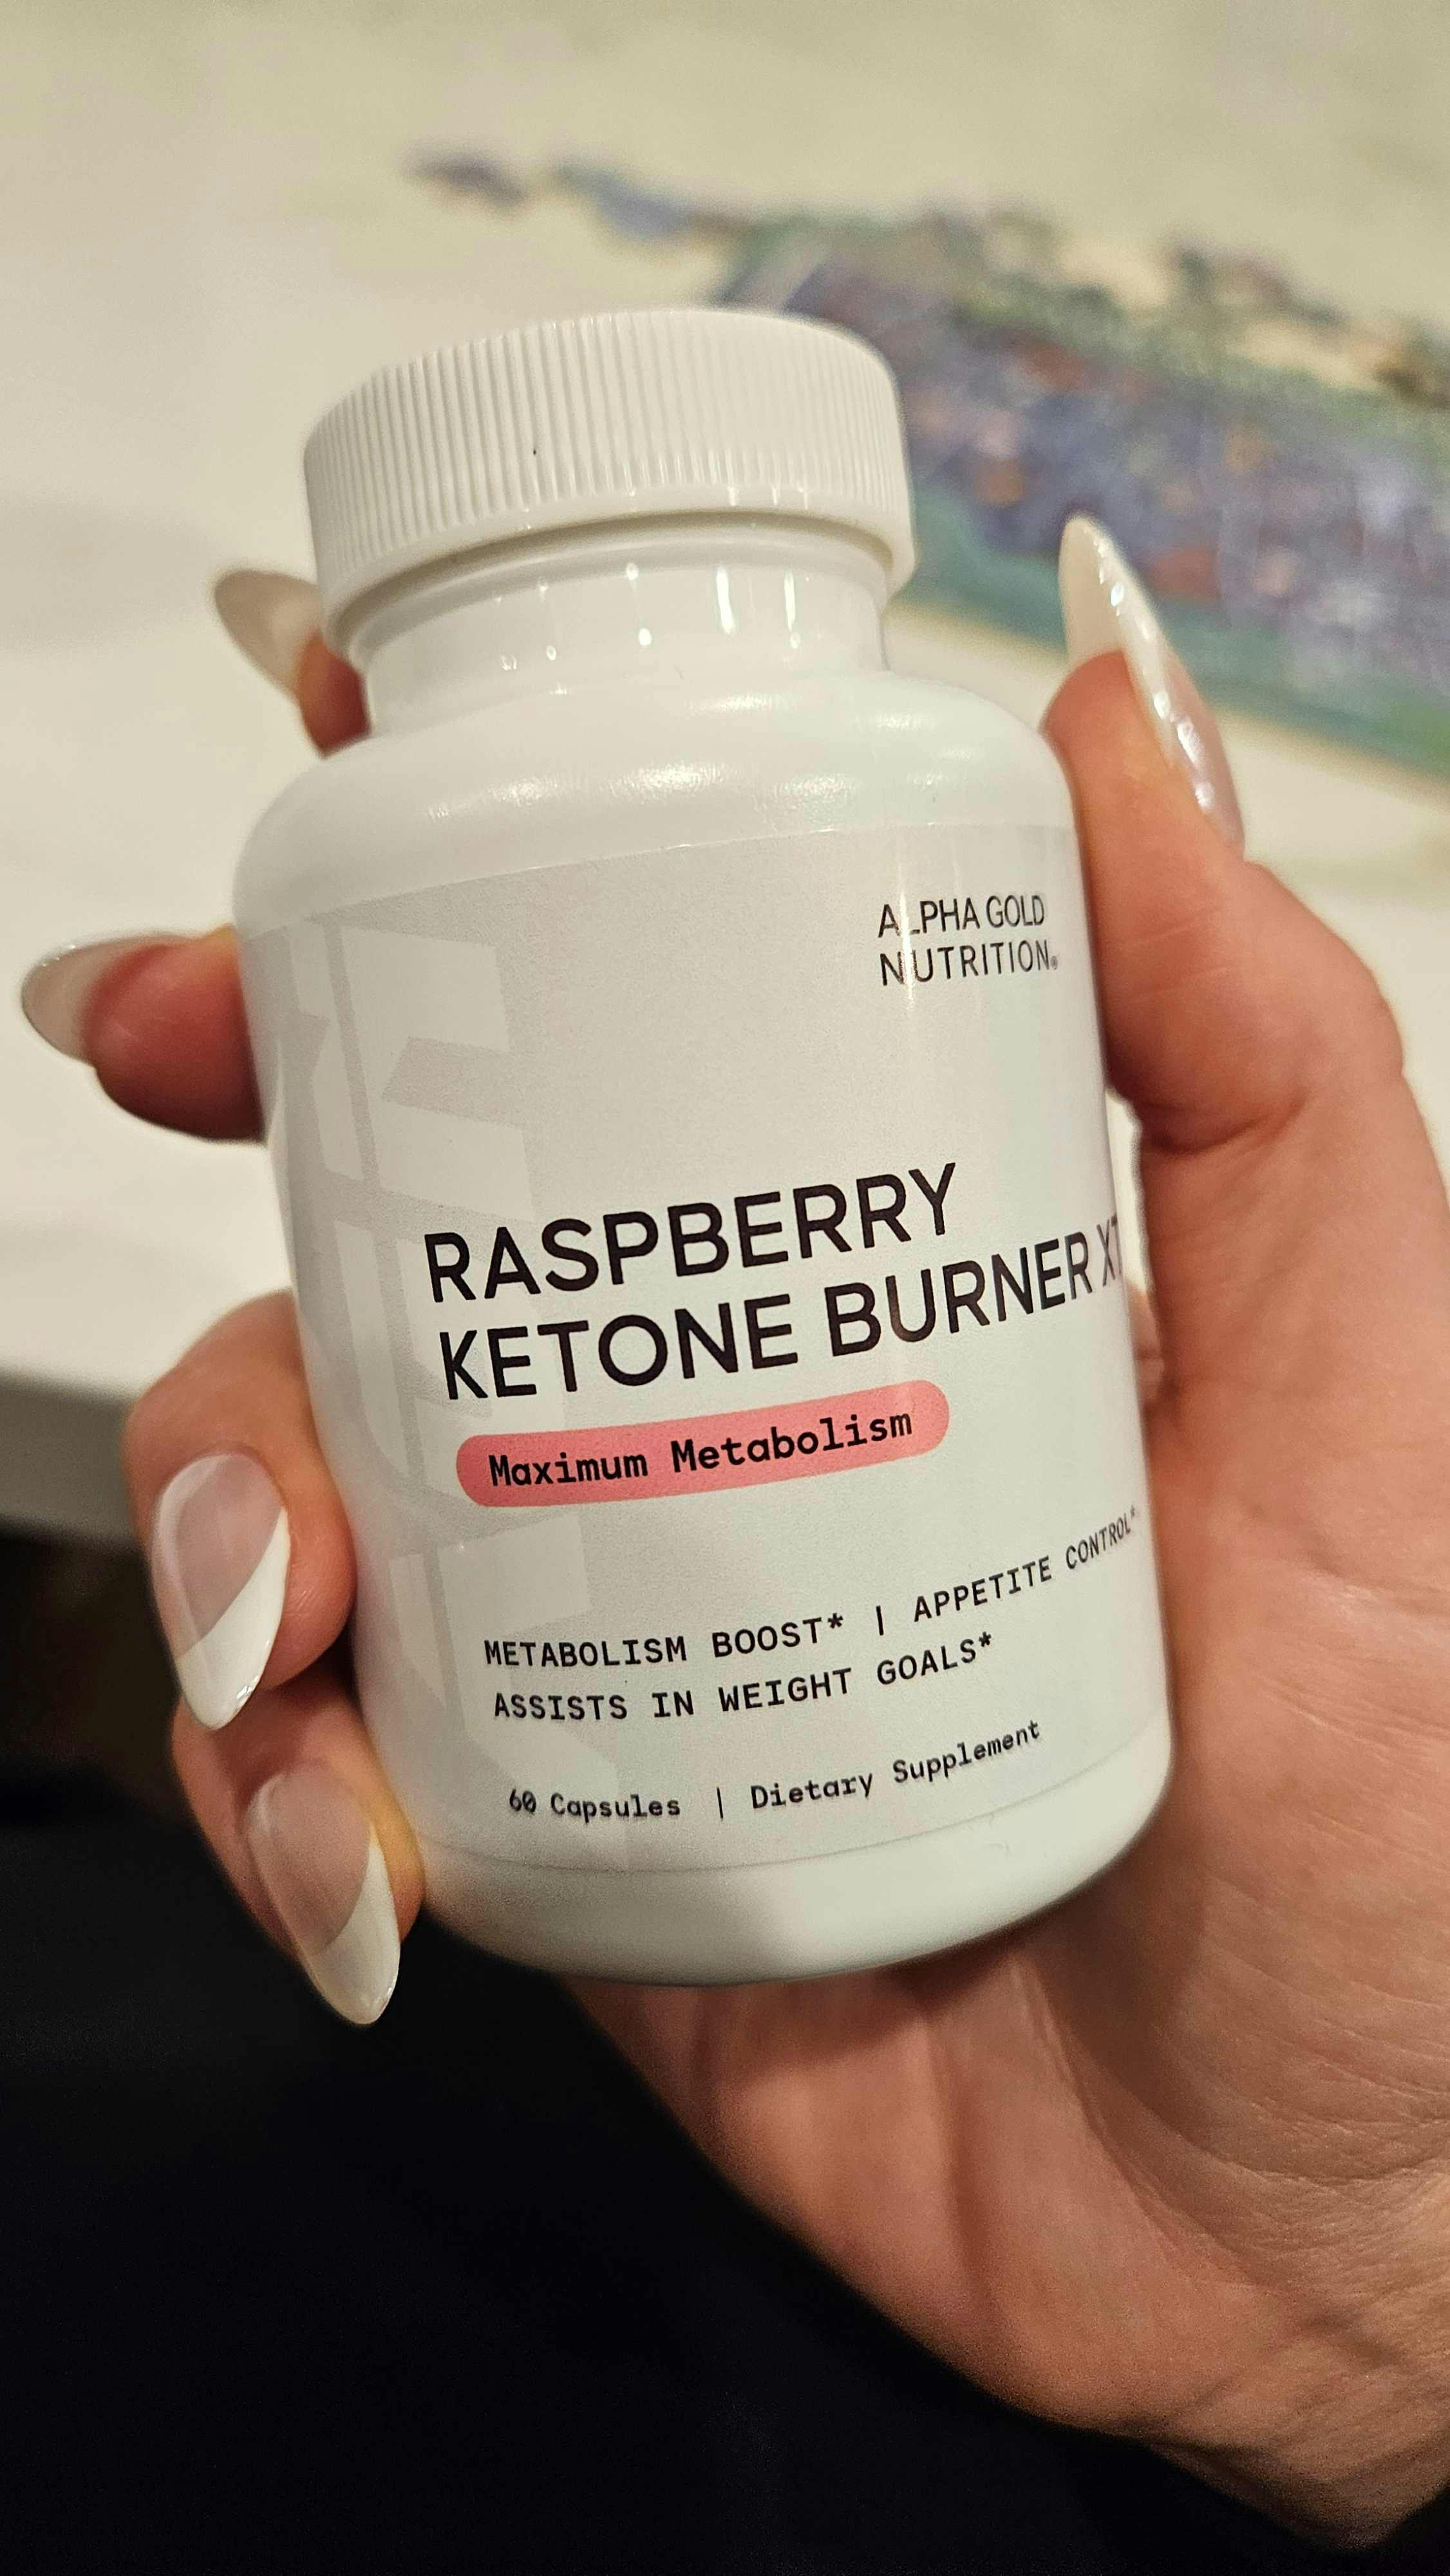 ALPHA GOLD
NUTRITION®
RASPBERRY
KETONE BURNER
Maximum Metabolism
METABOLISM BOOST* | APPETITE CONTROL*
ASSISTS IN WEIGHT GOALS*
60 Capsules | Dietary Supplement